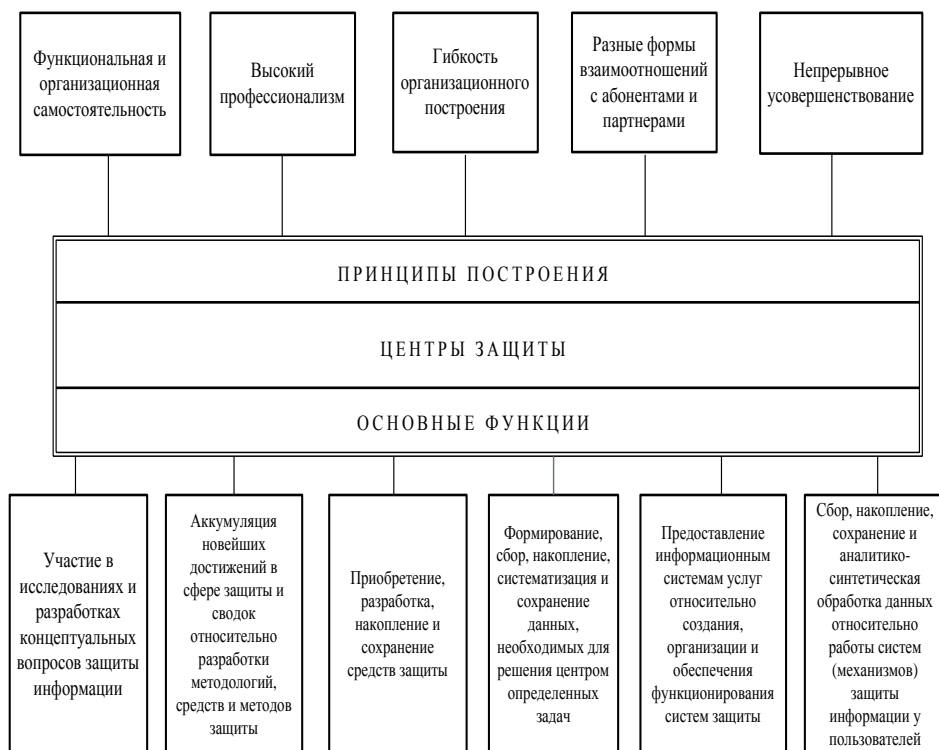 Функциональная и
организационная
самостоятельность
Высокий
профессионализм
Гибкость
организационного
построения
Разные формы
взаимоотношений
с абонентами и
партнерами
Непрерывное
усовершенствование
ПРИНЦИПЫ ПОСТРОЕНИЯ
ЦЕНТРЫ ЗАЩИТЫ
ОСНОВНЫЕ ФУНКЦИИ
Участие в
исследованиях и
разработках
концептуальных
вопросов защиты
информации
Аккумуляция
новейших
достижений в
сфере защиты и
сводок
относительно
разработки
методологий,
средств и методов
защиты
Приобретение,
разработка,
накопление и
сохранение
средств защиты
Формирование,
сбор, накопление,
систематизация и
сохранение
данных,
необходимых для
решения центром
определенных
задач
Предоставление
информационным
системам услуг
относительно
создания,
организации и
обеспечения
функционирования
систем защиты
Сбор, накопление,
сохранение и
аналитико-
синтетическая
обработка данных
относительно
работы систем
(механизмов)
защиты
информации у
пользователей